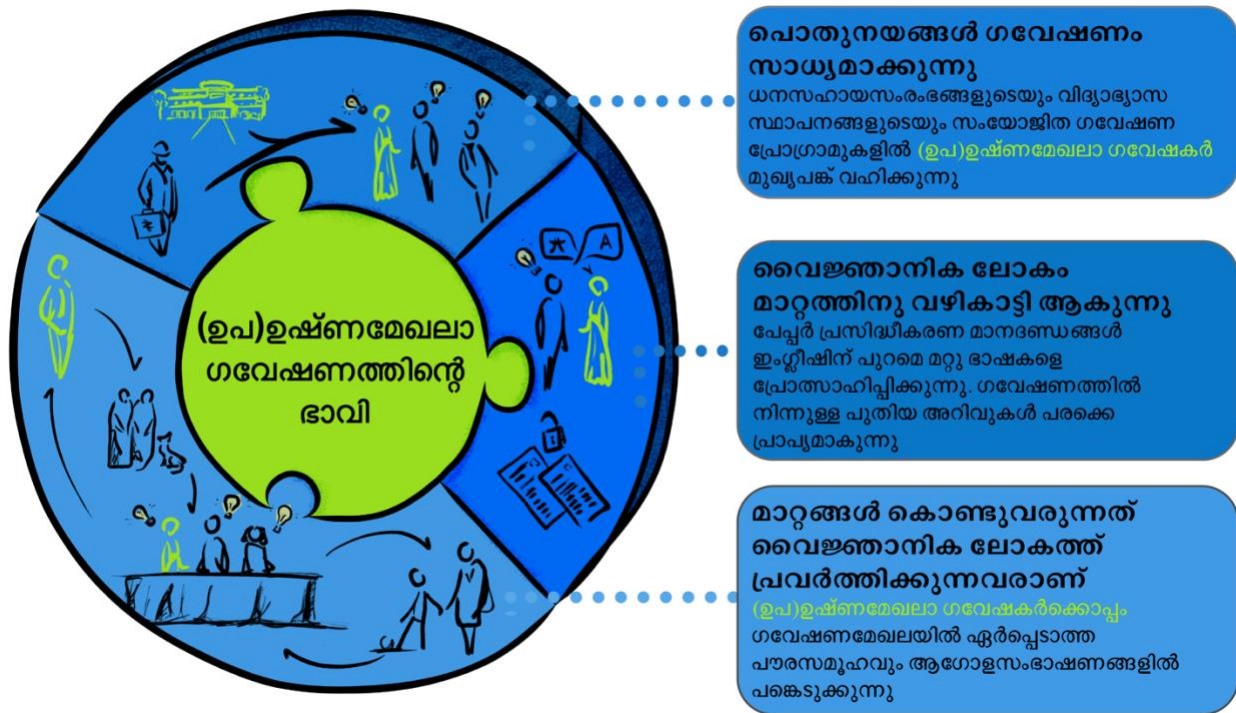 (ഉപ)ഉഷ്ണമേഖലാ
ഗവേഷണത്തിന്റെ
ഭാവി
പൊതുനയങ്ങൾ ഗവേഷണം
സാധ്യമാക്കുന്നു
ധനസഹായസംരംഭങ്ങളുടെയും വിദ്യാഭ്യാസ
സ്ഥാപനങ്ങളുടെയും സംയോജിത ഗവേഷണ
പ്രോഗ്രാമുകളിൽ (ഉപ)ഉഷ്ണമേഖലാ ഗവേഷകർ
മുഖ്യപങ്ക് വഹിക്കുന്നു
A
വൈജ്ഞാനിക ലോകം
മാറ്റത്തിനു വഴികാട്ടി ആകുന്നു
പേപ്പർ പ്രസിദ്ധീകരണ മാനദണ്ഡങ്ങൾ
ഇംഗ്ലീഷിന് പുറമെ മറ്റു ഭാഷകളെ
പ്രോത്സാഹിപ്പിക്കുന്നു. ഗവേഷണത്തിൽ
നിന്നുള്ള പുതിയ അറിവുകൾ പരക്കെ
പ്രാപ്യമാകുന്നു
മാറ്റങ്ങൾ കൊണ്ടുവരുന്നത്
വൈജ്ഞാനിക ലോകത്ത്
പ്രവർത്തിക്കുന്നവരാണ്
(ഉപ)ഉഷ്ണമേഖലാ ഗവേഷകർക്കൊപ്പം
ഗവേഷണമേഖലയിൽ ഏർപ്പെടാത്ത
പൗരസമൂഹവും ആഗോളസംഭാഷണങ്ങളിൽ
പങ്കെടുക്കുന്നു